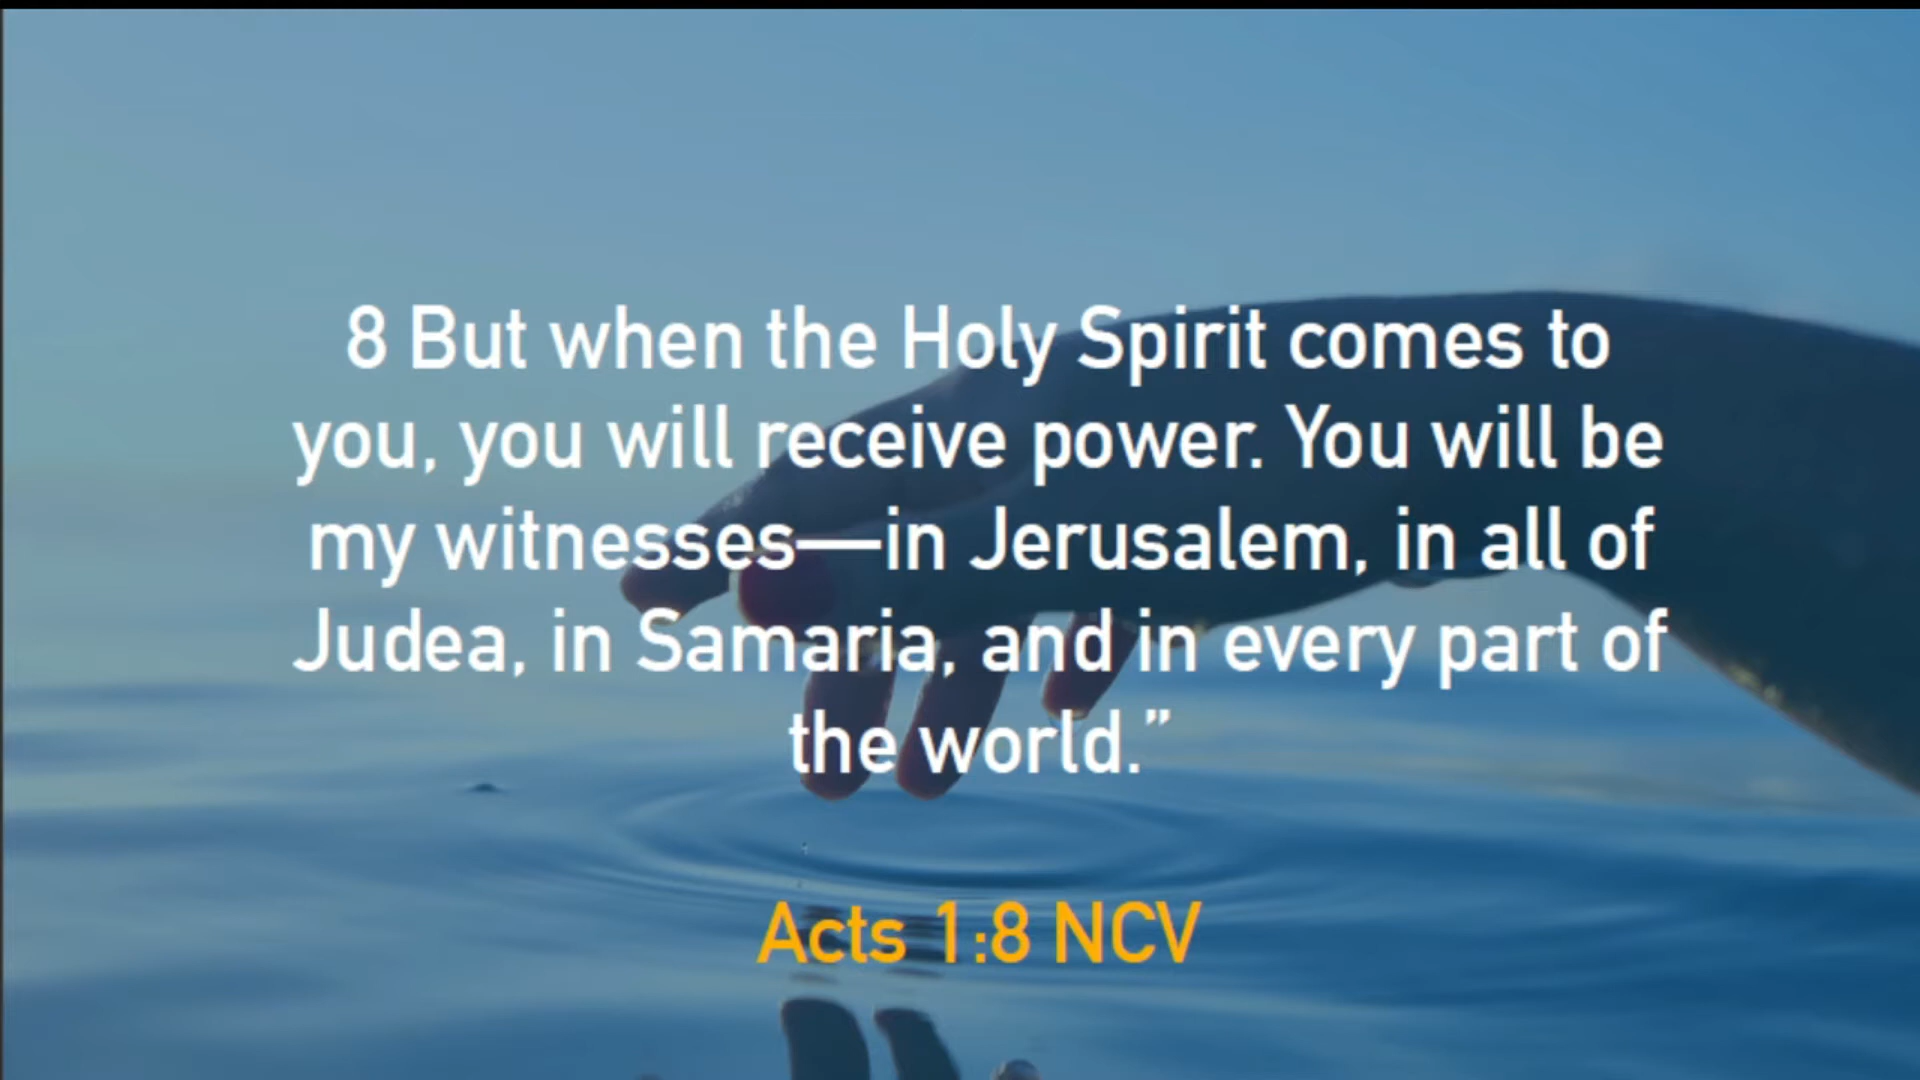 8 But when the Holy Spirit comes to
you, you will receive power. You will be
my witnesses—in Jerusalem, in all of
Judea, in Samaria, and in every part of
the world.”
Acts 1:8 NCV